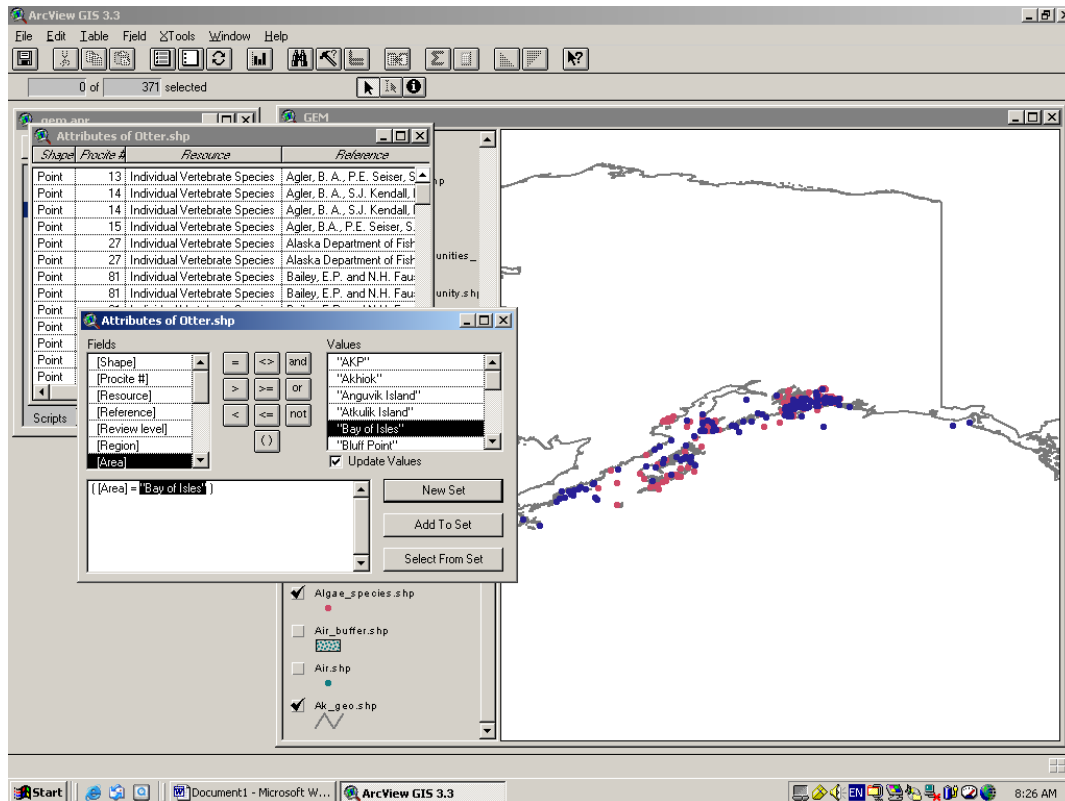 ArcView GIS 3.3
File Edit Table Field XTools Window Help
0 of 371 selected
gem.apr
GEM
Attributes of Otter.shp
Shape Procite # Resource Reference
Point 13 Individual Vertebrate Species Agler, B. A., P.E. Seiser, S
Point 14 Individual Vertebrate Species Agler, B. A., S.J. Kendall,
Point 14 Individual Vertebrate Species Agler, B. A., S.J. Kendall,
Point 15 Individual Vertebrate Species Agler, B.A., P.E. Seiser, S.
Point 27 Individual Vertebrate Species Alaska Department of Fish
Point 27 Individual Vertebrate Species Alaska Department of Fish
Point 81 Individual Vertebrate Species Bailey, E.P. and N.H. Fau
Point 81 Individual Vertebrate Species Bailey, E.P. and N.H. Fau
Point
Point
Point
Point
Scripts
unities_
unity.shp
Attributes of Otter.shp
Fields
[Shape]
[Procite #]
[Resource]
[Reference]
[Review level]
[Region]
[Area]
= <> and
> >= or
< <= not
( )
Values
"AKP"
"Akhiok"
"Anguvik Island"
"Atkulik Island"
"Bay of Isles"
"Bluff Point"
Update Values
( [Area] = "Bay of Isles" )
New Set
Add To Set
Select From Set
Algae_species.shp
Air_buffer.shp
Air.shp
Ak_geo.shp
Start
Document1 - Microsoft W...
ArcView GIS 3.3
EN
8:26 AM